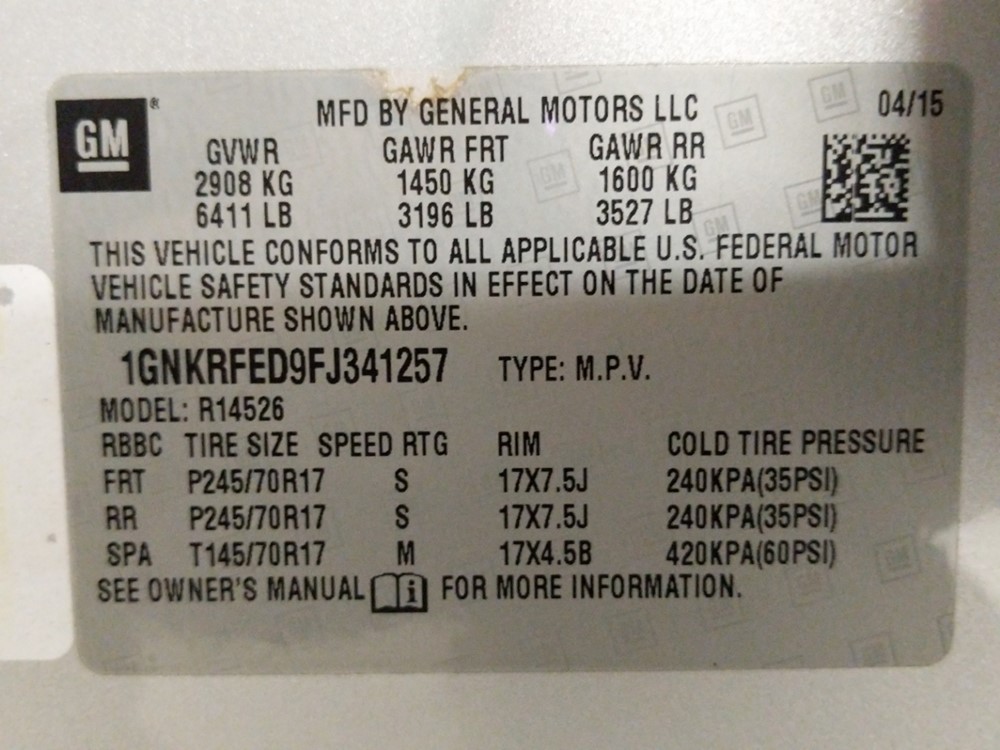 GM®
MFD BY GENERAL MOTORS LLC 04/15
GVWR GAWR FRT GAWR RR
2908 KG 1450 KG 1600 KG
6411 LB 3196 LB 3527 LB
THIS VEHICLE CONFORMS TO ALL APPLICABLE U.S. FEDERAL MOTOR
VEHICLE SAFETY STANDARDS IN EFFECT ON THE DATE OF
MANUFACTURE SHOWN ABOVE.
1GNKRFED9FJ341257 TYPE: M.P.V.
MODEL: R14526
RBBC TIRE SIZE SPEED RTG RIM COLD TIRE PRESSURE
FRT P245/70R17 S 17X7.5J 240KPA(35PSI)
RR P245/70R17 S 17X7.5J 240KPA(35PSI)
SPA T145/70R17 M 17X4.5B 420KPA(60PSI)
SEE OWNER'S MANUAL i FOR MORE INFORMATION.